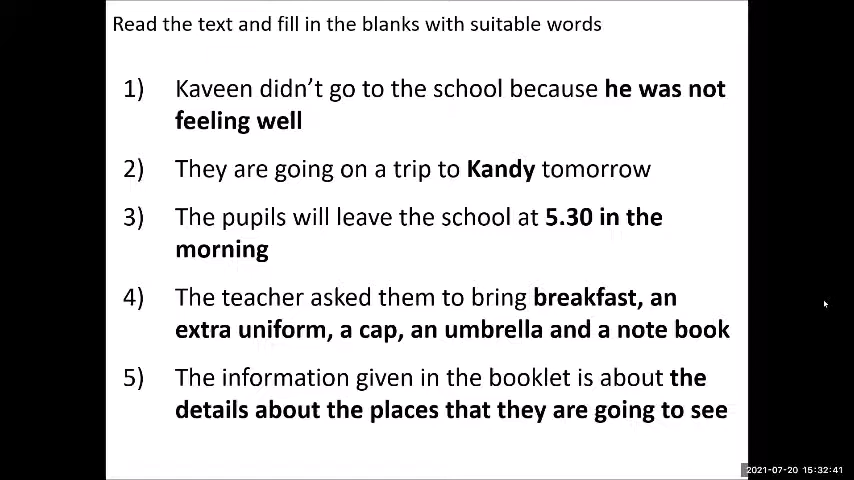 Read the text and fill in the blanks with suitable words
1) Kaveen didn’t go to the school because he was not
feeling well
2) They are going on a trip to Kandy tomorrow
3) The pupils will leave the school at 5.30 in the
morning
4) The teacher asked them to bring breakfast, an
extra uniform, a cap, an umbrella and a note book
5) The information given in the booklet is about the
details about the places that they are going to see
2021-07-20 15:32:41